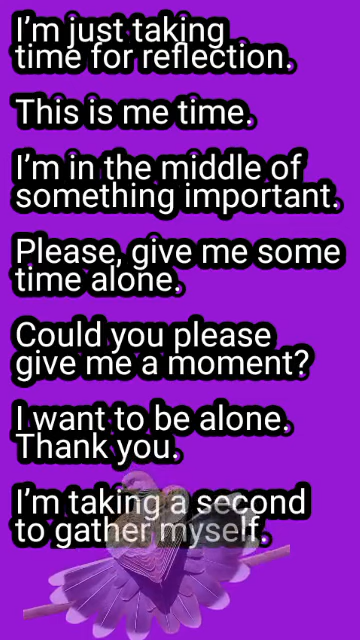 I’m just taking
time for reflection.
This is me time.
I’m in the middle of
something important.
Please, give me some
time alone.
Could you please
give me a moment?
I want to be alone.
Thank you.
I’m taking a second
to gather myself.